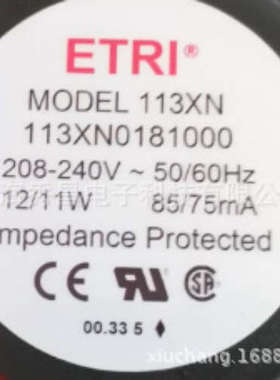 ETRI®
MODEL 113XN
113XN0181000
208-240V ~ 50/60Hz
12/11W 85/75mA
Impedance Protected
CE
00.33 5 ♦
xiuchang.1688